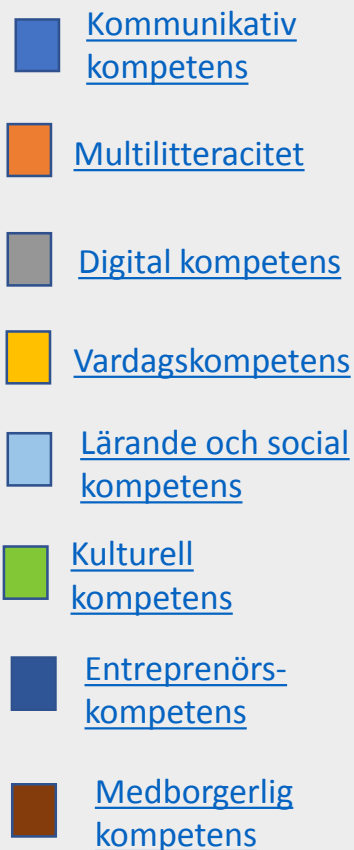 Kommunikativ
kompetens
Multilitteracitet
Digital kompetens
Vardagskompetens
Lärande och social
kompetens
Kulturell
kompetens
Entreprenörs-
kompetens
Medborgerlig
kompetens